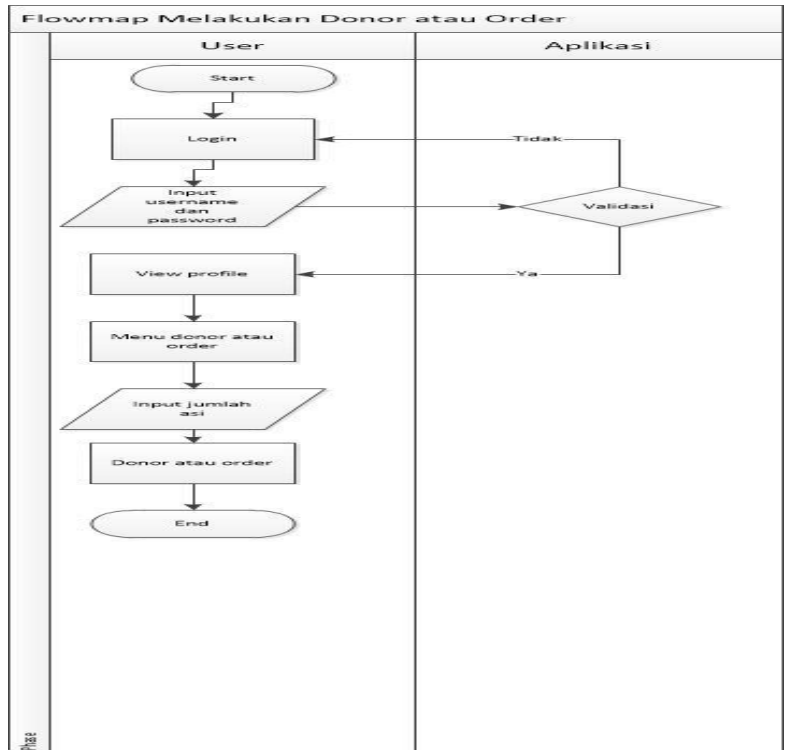 Flowmap Melakukan Donor atau Order
User
Aplikasi
Start
Login
Tidak
Input
username
dan
password
Validasi
View profile
Ya
Menu donor atau
order
Input jumlah
asi
Donor atau order
End
Phase